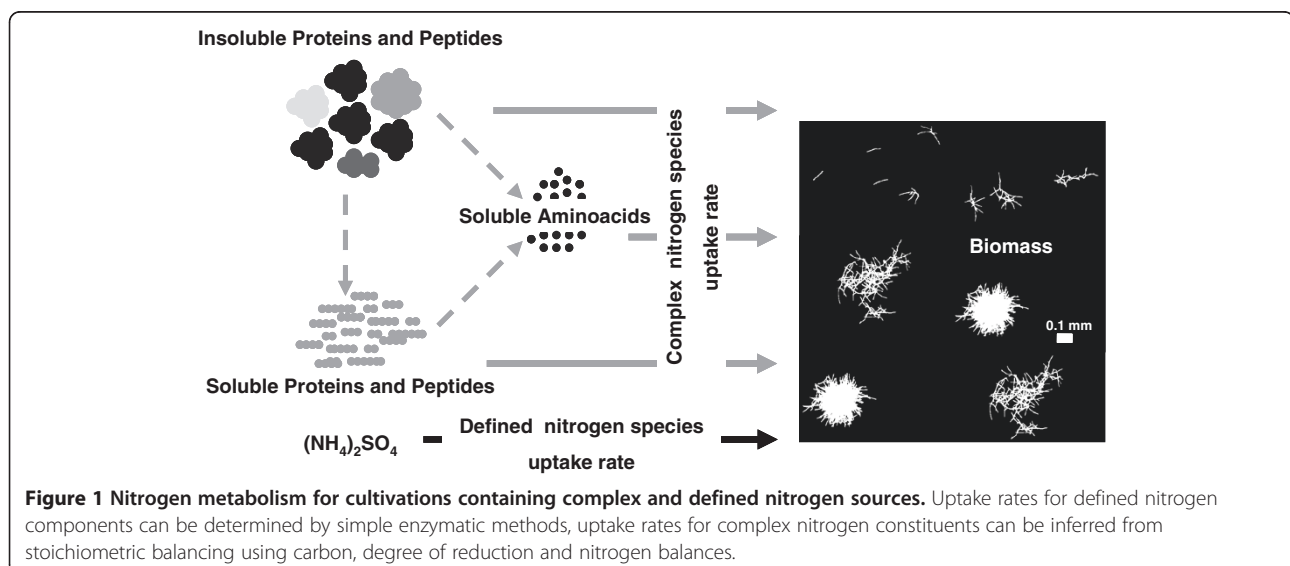 Insoluble Proteins and Peptides
Soluble Aminoacids
Complex nitrogen species
uptake rate
Biomass
0.1 mm
Soluble Proteins and Peptides
(NH4)2SO4
Defined nitrogen species
uptake rate
Figure 1 Nitrogen metabolism for cultivations containing complex and defined nitrogen sources. Uptake rates for defined nitrogen
components can be determined by simple enzymatic methods, uptake rates for complex nitrogen constituents can be inferred from
stoichiometric balancing using carbon, degree of reduction and nitrogen balances.